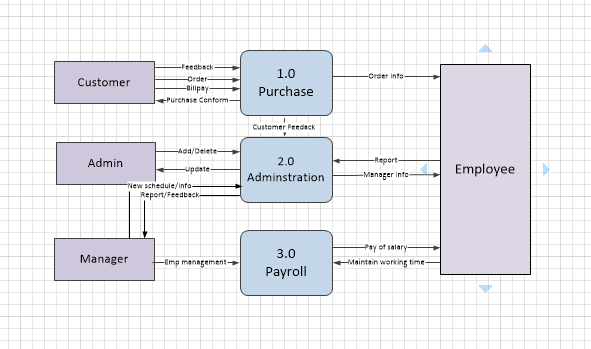 Customer
Feedback
Order
Billpay
Purchase Conform
1.0
Purchase
Order info
Customer Feedack
Admin
Add/Delete
Update
2.0
Adminstration
Report
Manager info
Employee
New schedule/info
Report/Feedback
Manager
Emp management
3.0
Payroll
Pay of salary
Maintain working time